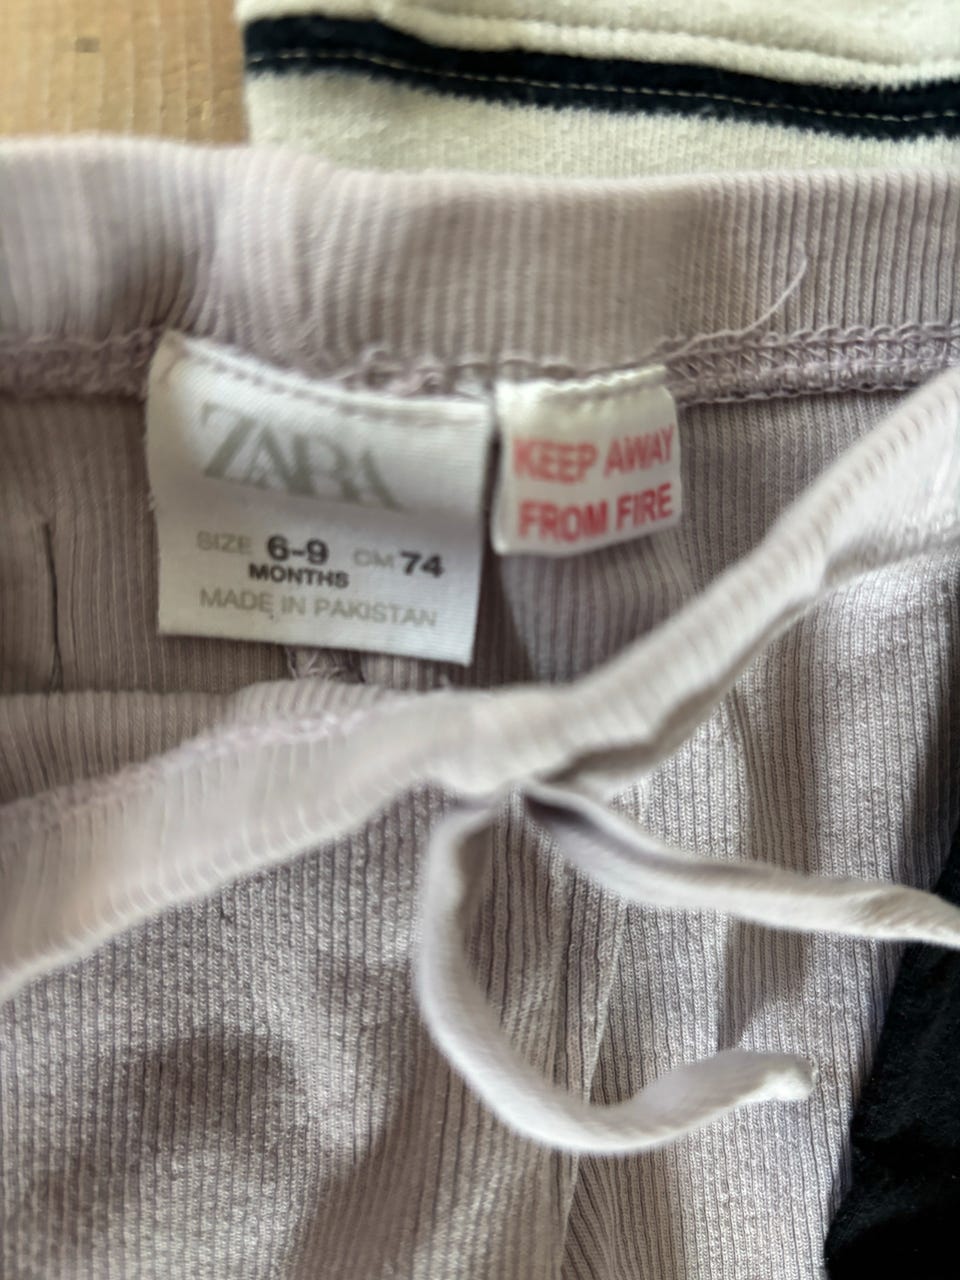 ZARA
SIZE 6-9 CM 74
MONTHS
MADE IN PAKISTAN
KEEP AWAY
FROM FIRE